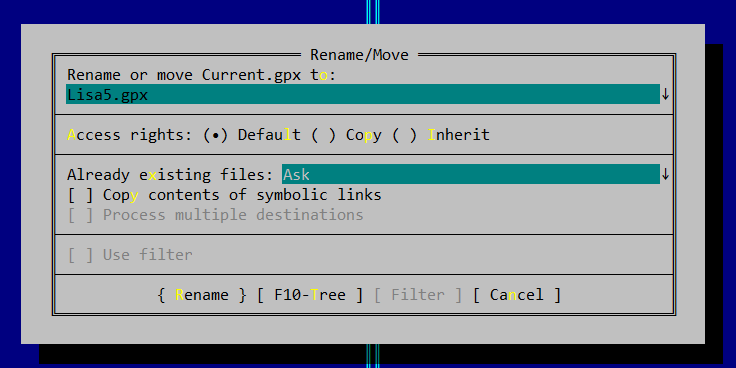 Rename/Move
Rename or move Current.gpx to:
Lisa5.gpx ↓
Access rights: (•) Default ( ) Copy ( ) Inherit
Already existing files: Ask ↓
[ ] Copy contents of symbolic links
[ ] Process multiple destinations
[ ] Use filter
{ Rename } [ F10-Tree ] [ Filter ] [ Cancel ]